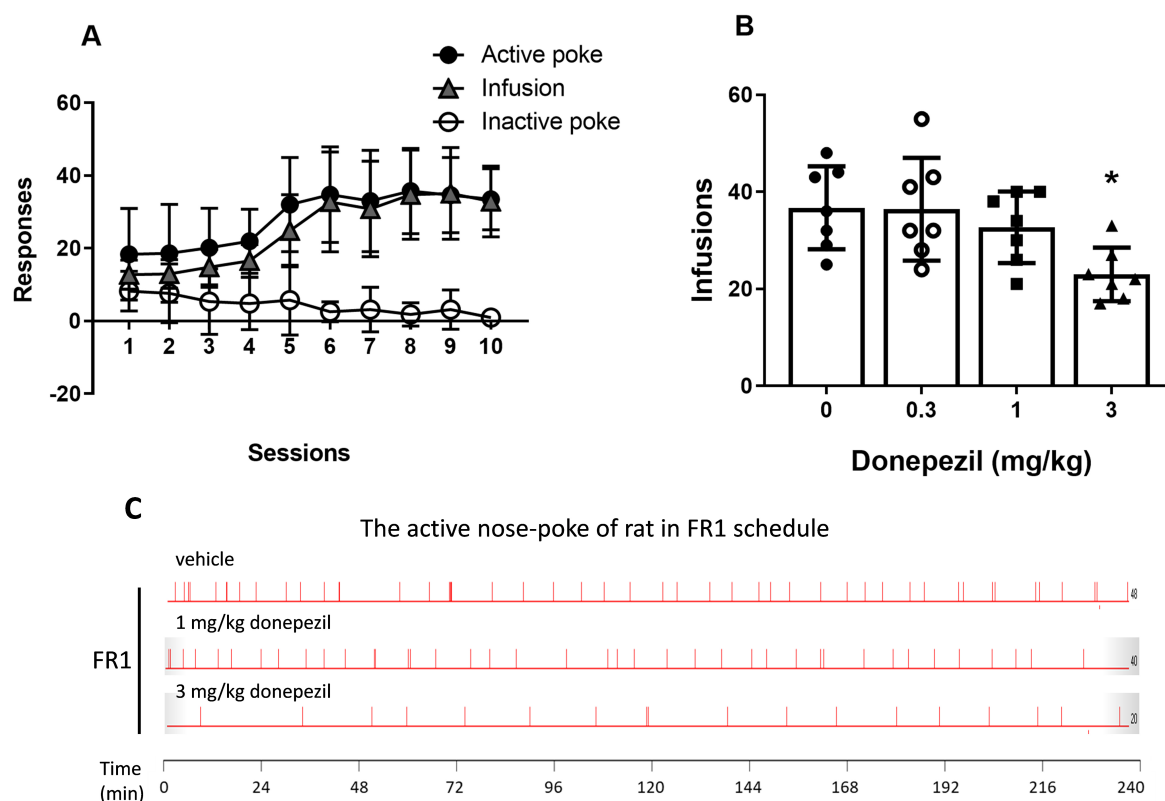 A
Active poke
Infusion
Inactive poke
60
40
20
0
-20
Responses
1 2 3 4 5 6 7 8 9 10
Sessions
B
60
40
20
0
Infusions
*
0 0.3 1 3
Donepezil (mg/kg)
C
The active nose-poke of rat in FR1 schedule
vehicle
48
1 mg/kg donepezil
FR1
40
3 mg/kg donepezil
20
Time
(min)
0 24 48 72 96 120 144 168 192 216 240